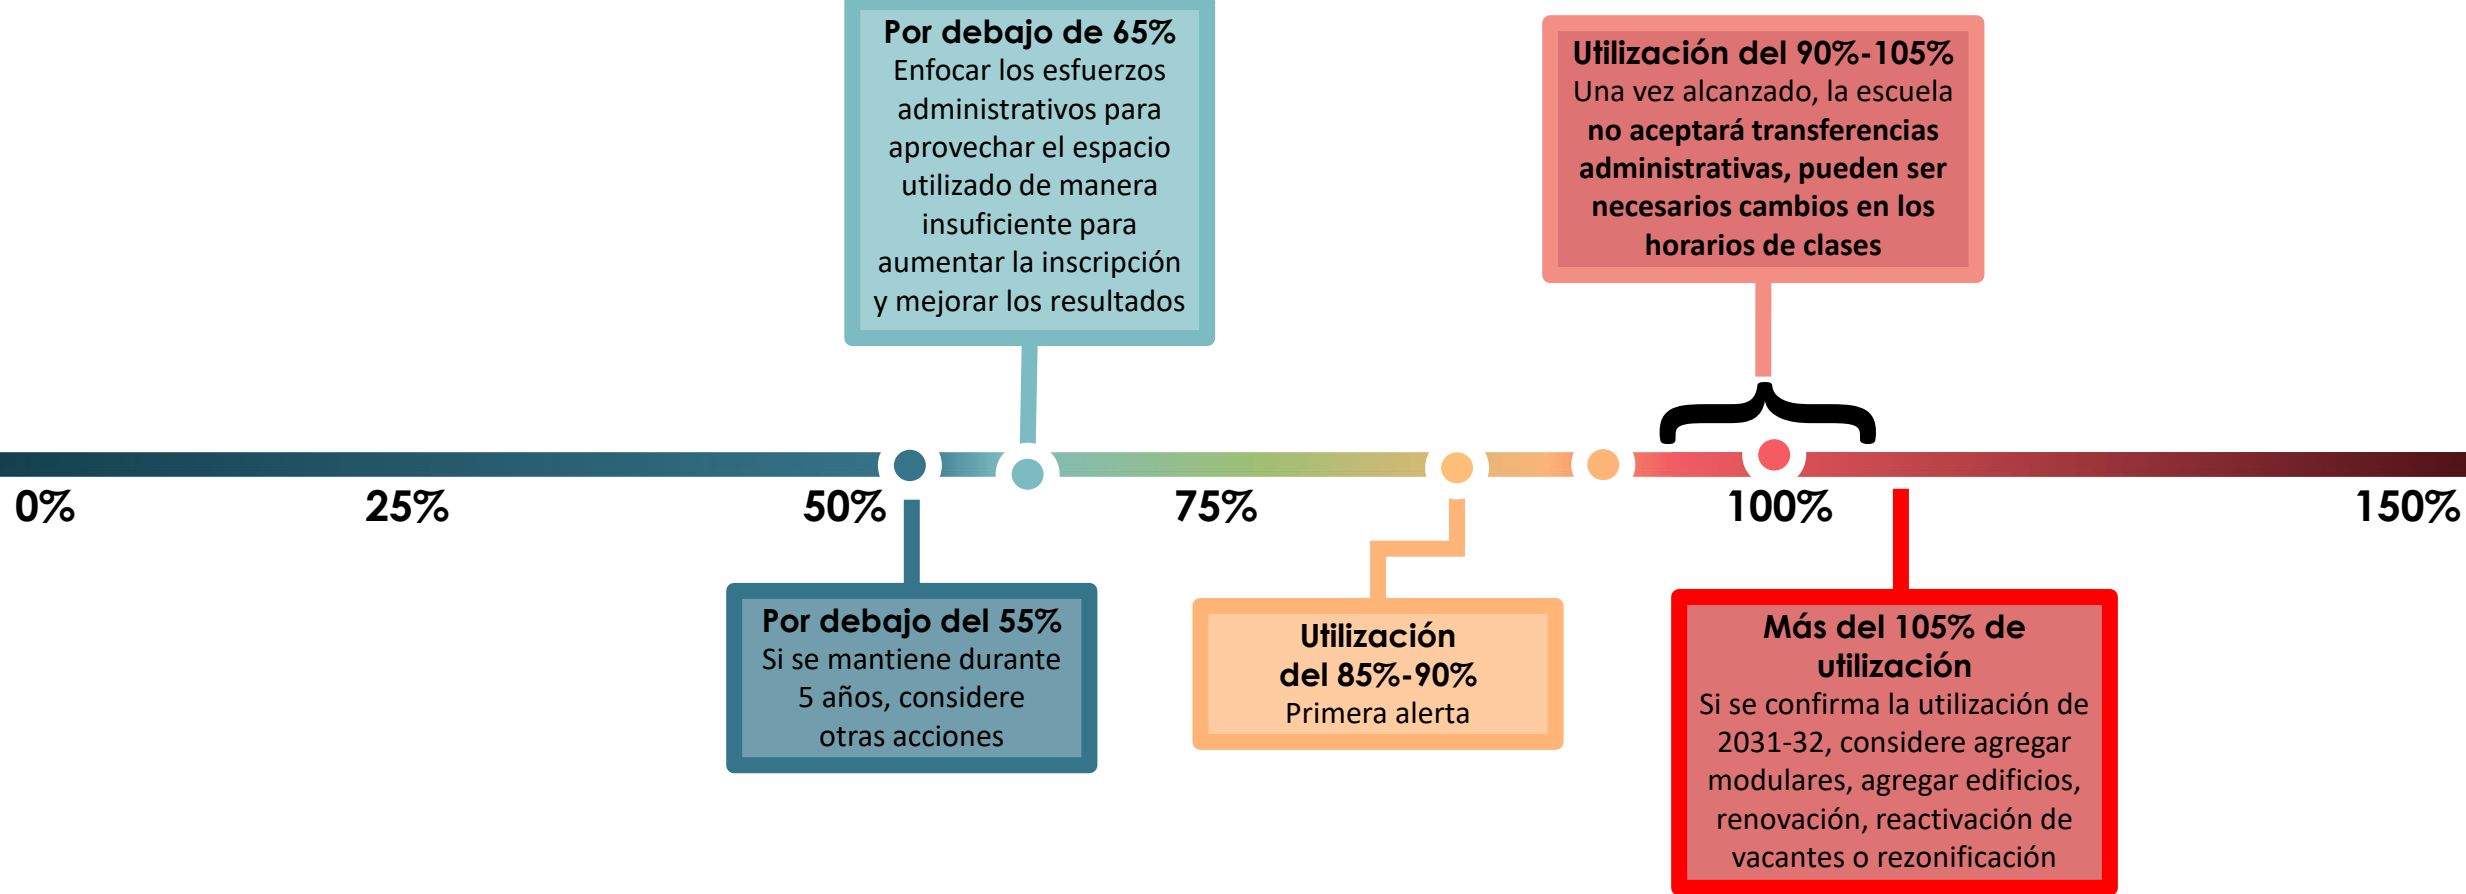 Por debajo de 65%
Enfocar los esfuerzos
administrativos para
aprovechar el espacio
utilizado de manera
insuficiente para
aumentar la inscripción
y mejorar los resultados
Utilización del 90%-105%
Una vez alcanzado, la escuela
no aceptará transferencias
administrativas, pueden ser
necesarios cambios en los
horarios de clases
0%
25%
50%
75%
100%
150%
Por debajo del 55%
Si se mantiene durante
5 años, considere
otras acciones
Utilización
del 85%-90%
Primera alerta
Más del 105% de
utilización
Si se confirma la utilización de
2031-32, considere agregar
modulares, agregar edificios,
renovación, reactivación de
vacantes o rezonificación